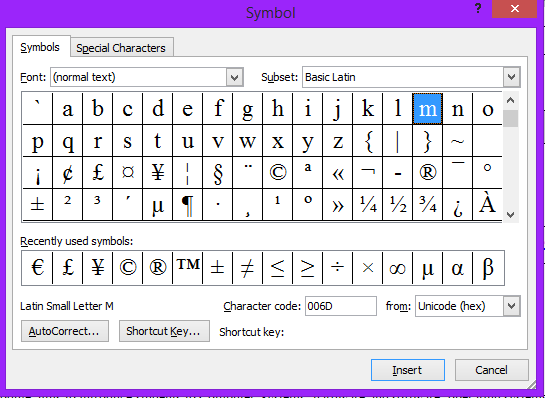 Symbol
?
Symbols Special Characters
Font: (normal text) Subset: Basic Latin
` a b c d e f g h i j k l m n o
p q r s t u v w x y z { | } ~
¡ ¢ £ ¤ ¥ ¦ § ¨ © ª « ¬ - ® ¯ °
± ² ³ ´ µ ¶ · ¸ ¹ º » ¼ ½ ¾ ¿ À
Recently used symbols:
€ £ ¥ © ® ™ ± ≠ ≤ ≥ ÷ × ∞ µ α β
Latin Small Letter M Character code: 006D from: Unicode (hex)
AutoCorrect... Shortcut Key... Shortcut key:
Insert Cancel